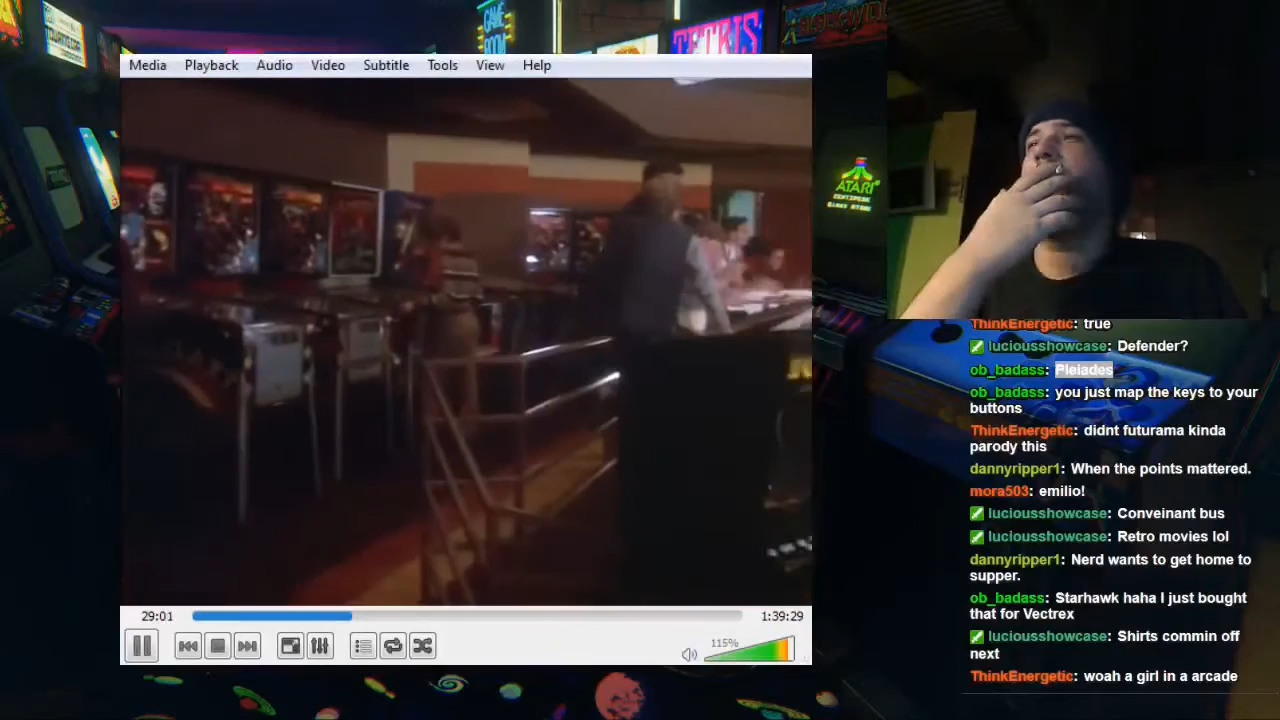 GAME
ROOM
TETRIS
Media Playback Audio Video Subtitle Tools View Help
ATARI
29:01
1:39:29
115%
ThinkEnergetic: true
luciousshowcase: Defender?
ob_badass: Pleiades
ob_badass: you just map the keys to your
buttons
ThinkEnergetic: didnt futurama kinda
parody this
dannyripper1: When the points mattered.
mora503: emilio!
luciousshowcase: Conveinant bus
luciousshowcase: Retro movies lol
dannyripper1: Nerd wants to get home to
supper.
ob_badass: Starhawk haha I just bought
that for Vectrex
luciousshowcase: Shirts commin off
next
ThinkEnergetic: woah a girl in a arcade